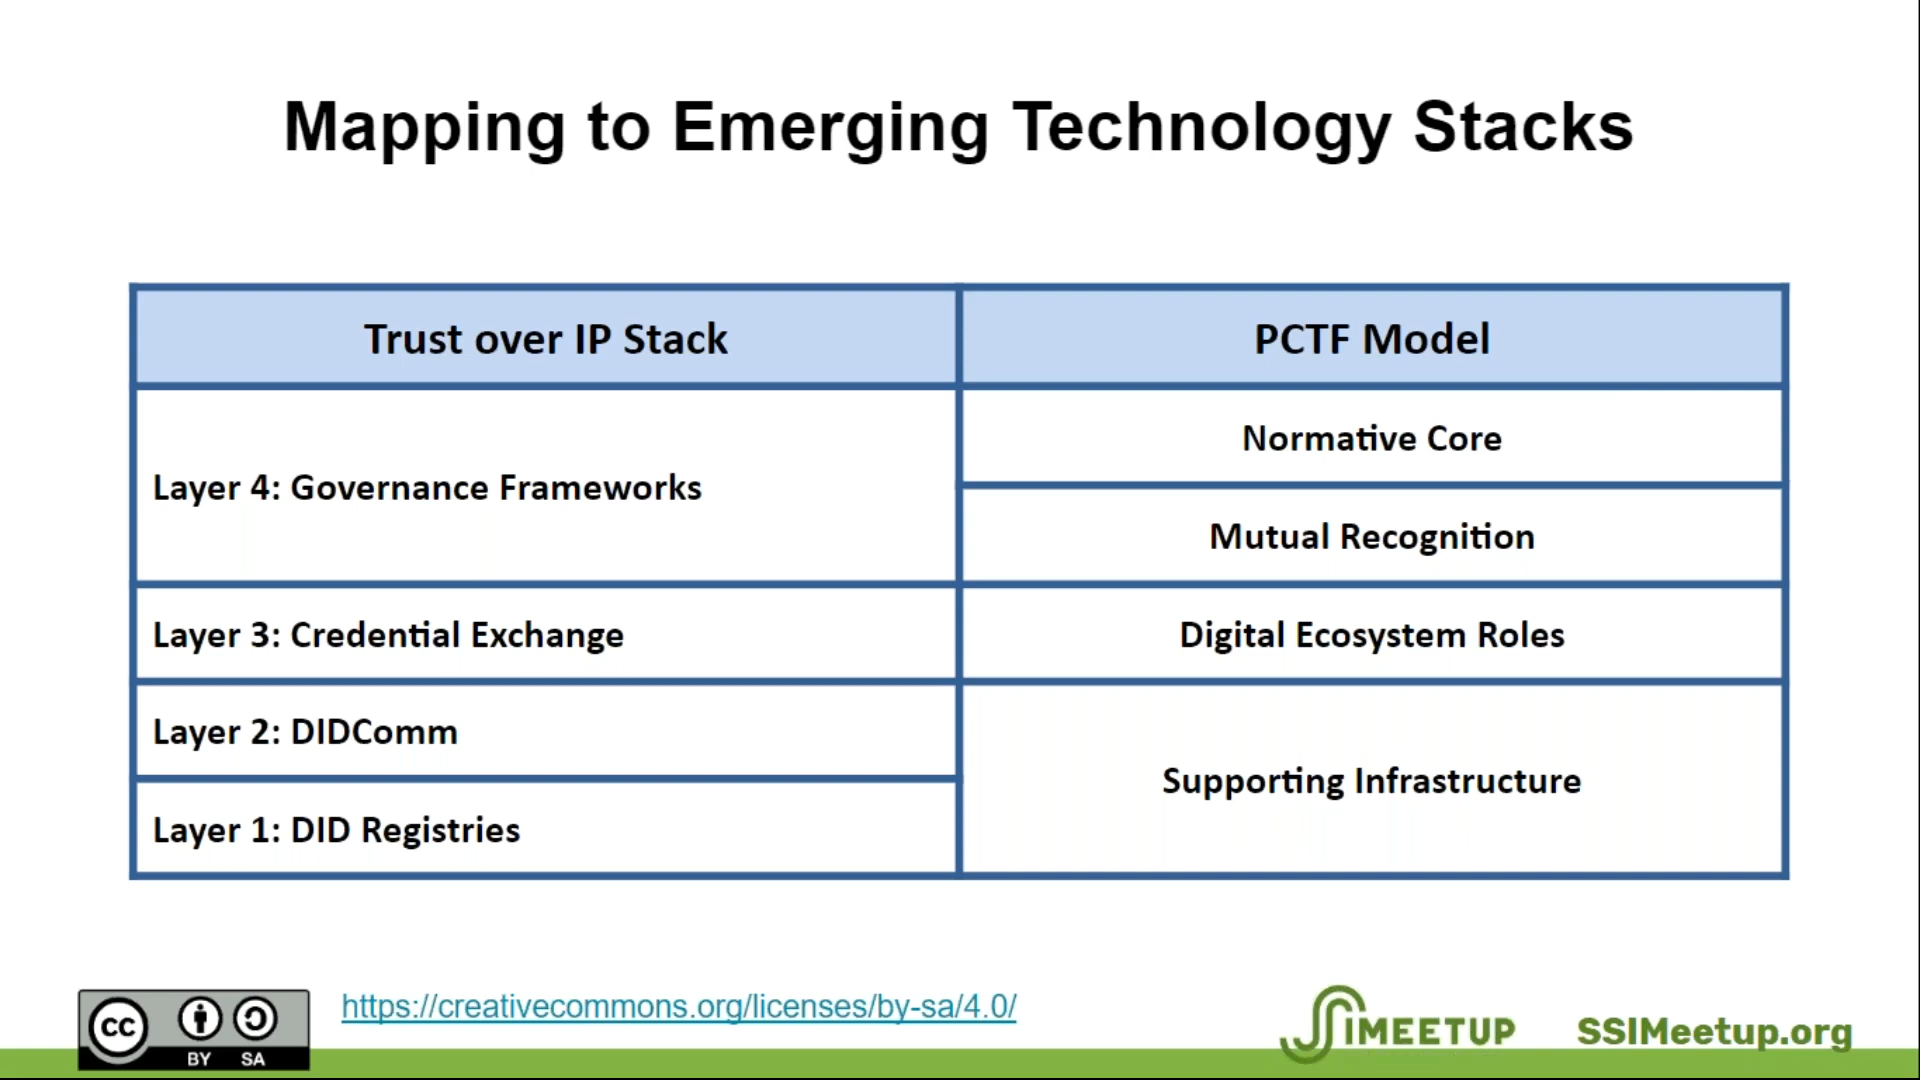 Mapping to Emerging Technology Stacks
Trust over IP Stack
PCTF Model
Layer 4: Governance Frameworks
Normative Core
Mutual Recognition
Layer 3: Credential Exchange
Digital Ecosystem Roles
Layer 2: DIDComm
Supporting Infrastructure
Layer 1: DID Registries
CC
BY SA
https://creativecommons.org/licenses/by-sa/4.0/
SSIMEETUP
SSIMeetup.org